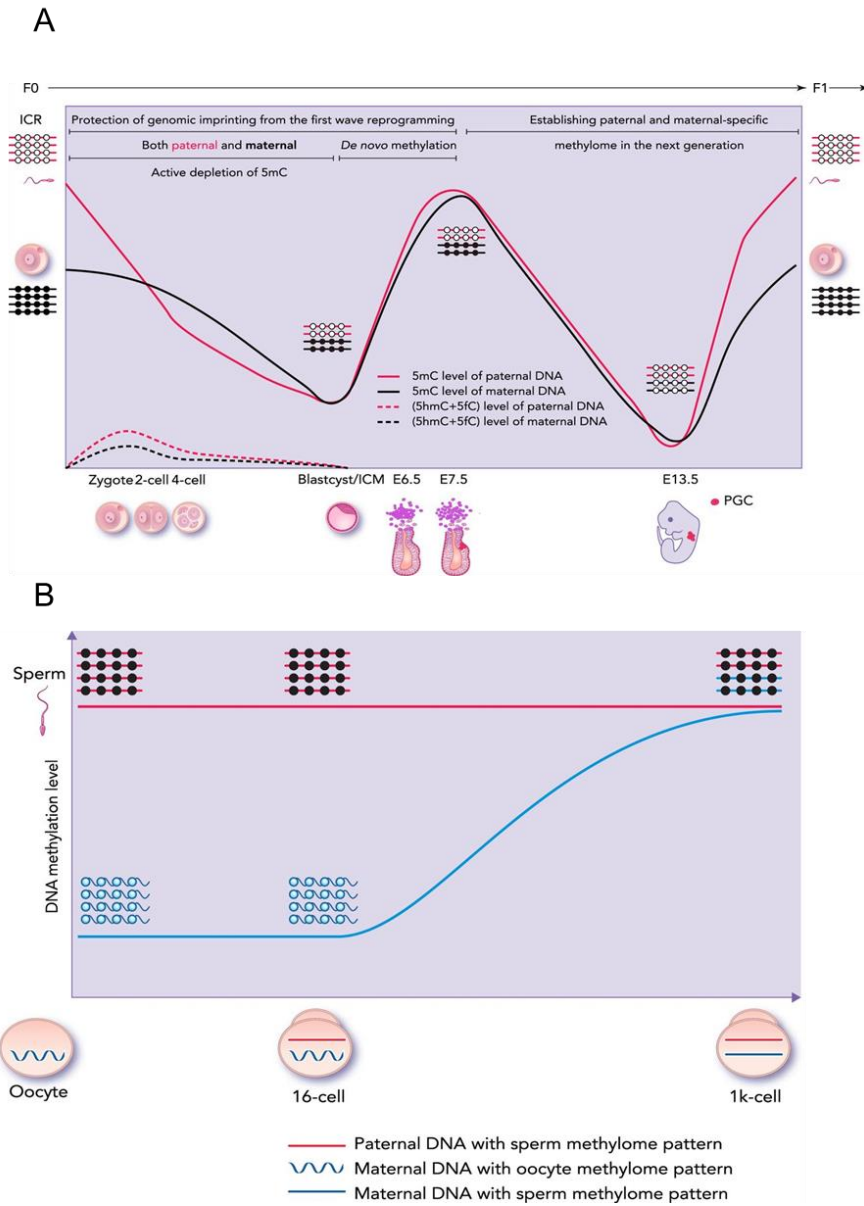 A
F0
F1
ICR
Protection of genomic imprinting from the first wave reprogramming
Establishing paternal and maternal-specific
Both paternal and maternal
De novo methylation
methylome in the next generation
Active depletion of 5mC
5mC level of paternal DNA
5mC level of maternal DNA
(5hmC+5fC) level of paternal DNA
(5hmC+5fC) level of maternal DNA
Zygote 2-cell 4-cell
Blastcyst/ICM
E6.5
E7.5
E13.5
PGC
B
Sperm
DNA methylation level
Oocyte
16-cell
1k-cell
Paternal DNA with sperm methylome pattern
Maternal DNA with oocyte methylome pattern
Maternal DNA with sperm methylome pattern